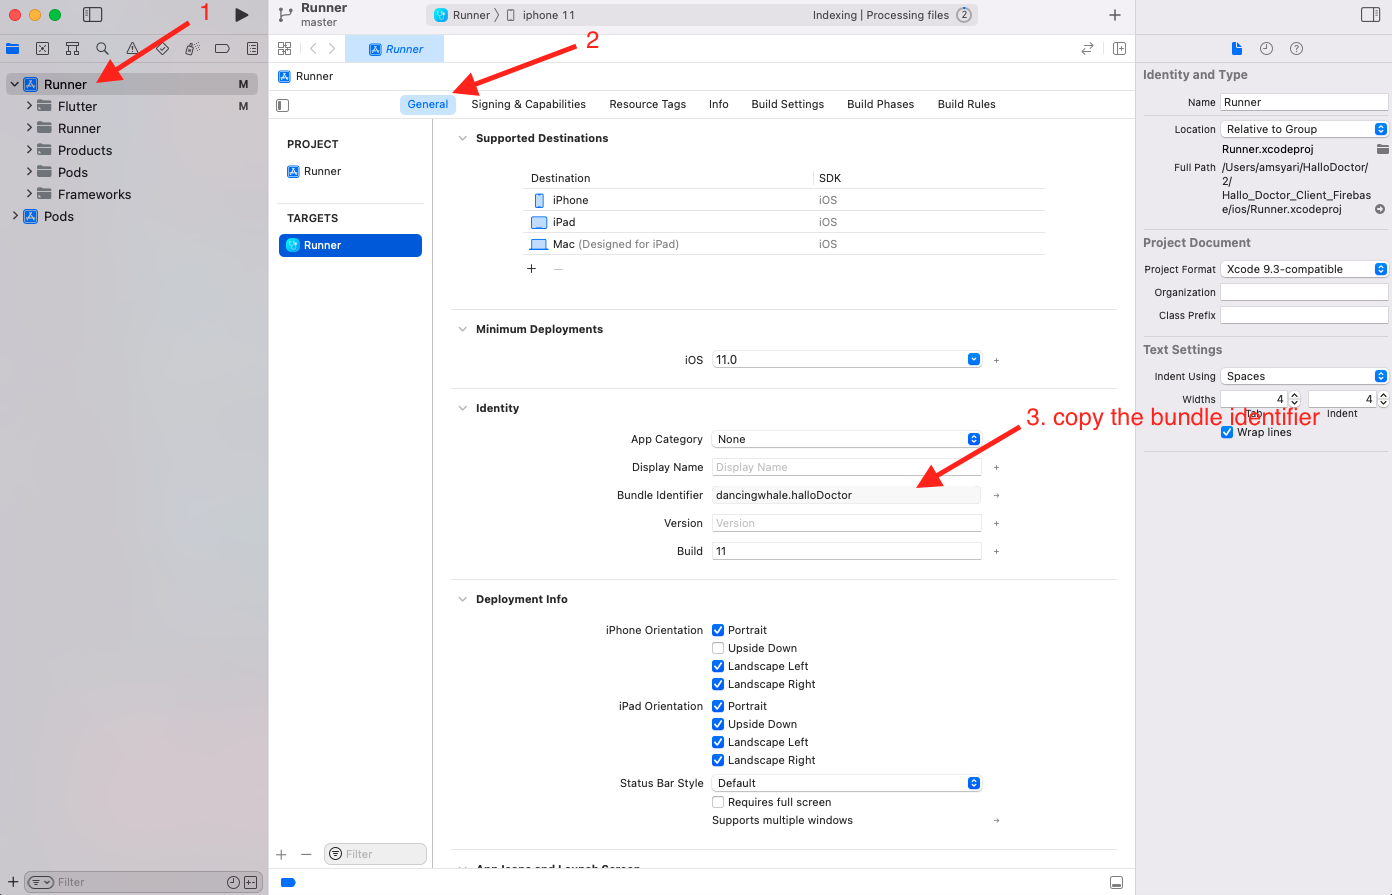 1
Runner
master
Runner
iphone 11
Indexing | Processing files
2
2
Runner
Runner M
Flutter M
Runner
Products
Pods
Frameworks
Pods
Filter
Runner
General
Signing & Capabilities
Resource Tags
Info
Build Settings
Build Phases
Build Rules
PROJECT
Runner
TARGETS
Runner
Filter
Supported Destinations
Destination SDK
iPhone iOS
iPad iOS
Mac (Designed for iPad) iOS
Minimum Deployments
iOS 11.0
Identity
App Category None
Display Name Display Name
Bundle Identifier dancingwhale.halloDoctor
Version Version
Build 11
3. copy the bundle identifier
Deployment Info
iPhone Orientation Portrait
Upside Down
Landscape Left
Landscape Right
iPad Orientation Portrait
Upside Down
Landscape Left
Landscape Right
Status Bar Style Default
Requires full screen
Supports multiple windows
App Icons and Launch Screen
Identity and Type
Name Runner
Location Relative to Group
Runner.xcodeproj
Full Path /Users/amsyari/HalloDoctor/
2/
Hallo_Doctor_Client_Firebas
e/ios/Runner.xcodeproj
Project Document
Project Format Xcode 9.3-compatible
Organization
Class Prefix
Text Settings
Indent Using Spaces
Widths 4 4
Tab Indent
Wrap lines